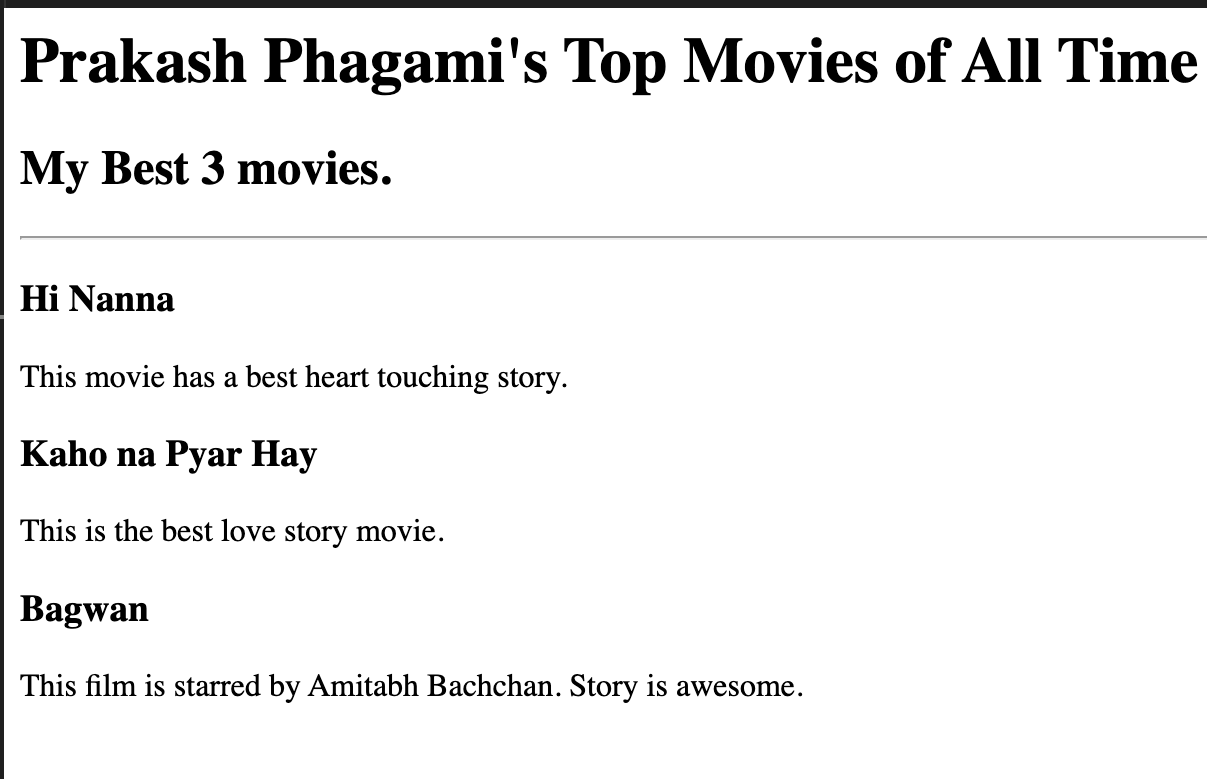 Prakash Phagami's Top Movies of All Time
My Best 3 movies.
Hi Nanna
This movie has a best heart touching story.
Kaho na Pyar Hay
This is the best love story movie.
Bagwan
This film is starred by Amitabh Bachchan. Story is awesome.